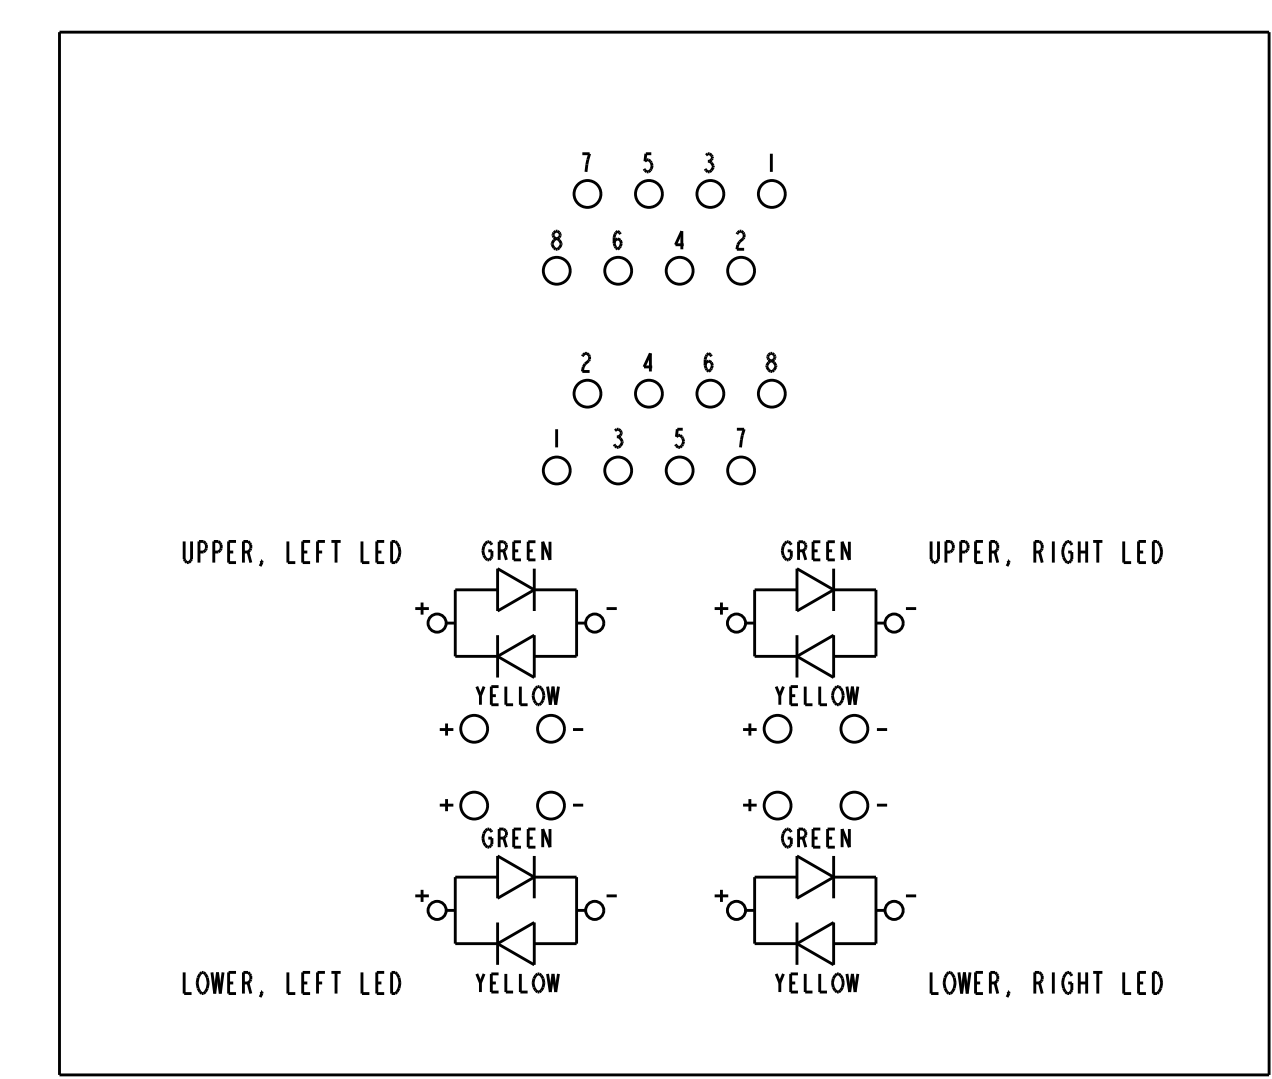 7 5 3 1
8 6 4 2
2 4 6 8
1 3 5 7
UPPER, LEFT LED GREEN GREEN UPPER, RIGHT LED
+ - + -
YELLOW YELLOW
+ - + -
+ - + -
GREEN GREEN
+ - + -
LOWER, LEFT LED YELLOW YELLOW LOWER, RIGHT LED